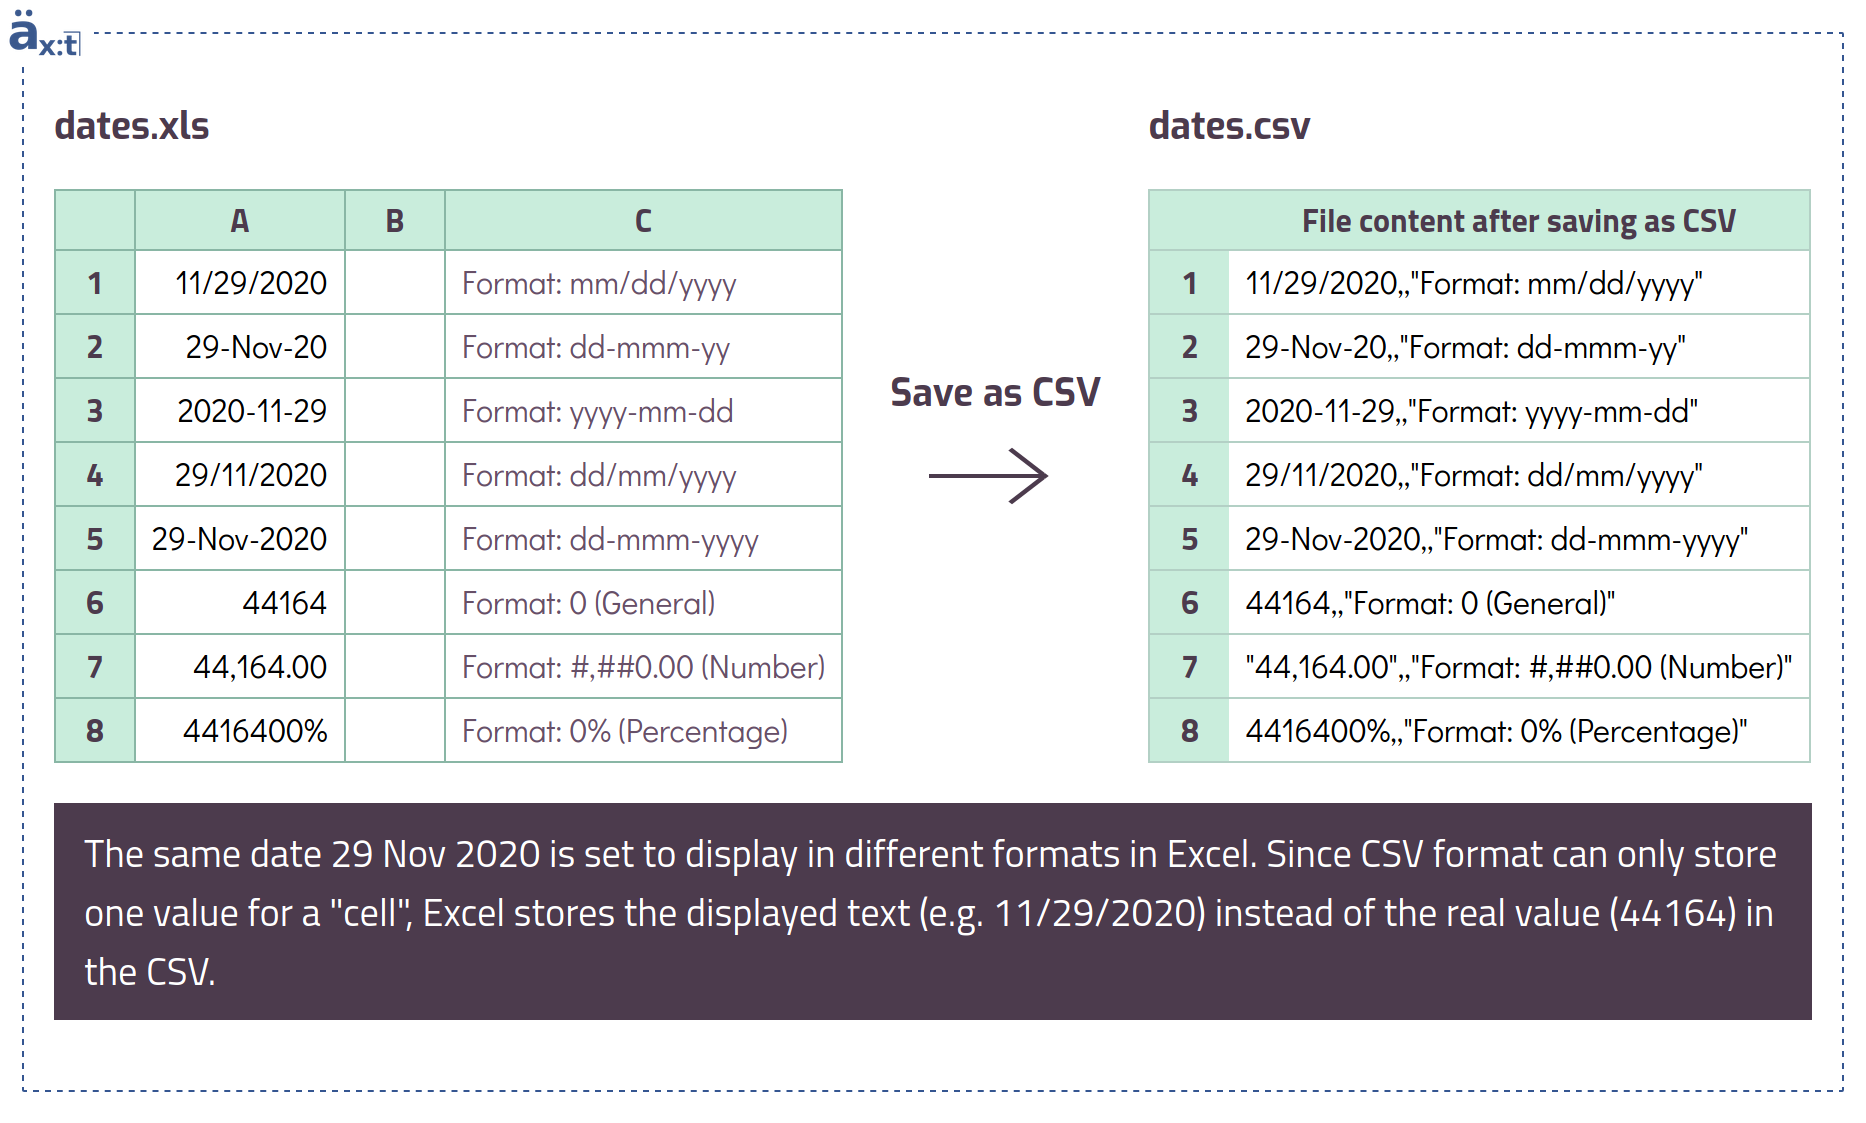 äx:t
dates.xls
dates.csv
A B C
1 11/29/2020 Format: mm/dd/yyyy
2 29-Nov-20 Format: dd-mmm-yy
3 2020-11-29 Format: yyyy-mm-dd
4 29/11/2020 Format: dd/mm/yyyy
5 29-Nov-2020 Format: dd-mmm-yyyy
6 44164 Format: 0 (General)
7 44,164.00 Format: #,##0.00 (Number)
8 4416400% Format: 0% (Percentage)
Save as CSV
File content after saving as CSV
1 11/29/2020,,"Format: mm/dd/yyyy"
2 29-Nov-20,,"Format: dd-mmm-yy"
3 2020-11-29,,"Format: yyyy-mm-dd"
4 29/11/2020,,"Format: dd/mm/yyyy"
5 29-Nov-2020,,"Format: dd-mmm-yyyy"
6 44164,,"Format: 0 (General)"
7 "44,164.00",,"Format: #,##0.00 (Number)"
8 4416400%,,"Format: 0% (Percentage)"
The same date 29 Nov 2020 is set to display in different formats in Excel. Since CSV format can only store
one value for a "cell", Excel stores the displayed text (e.g. 11/29/2020) instead of the real value (44164) in
the CSV.